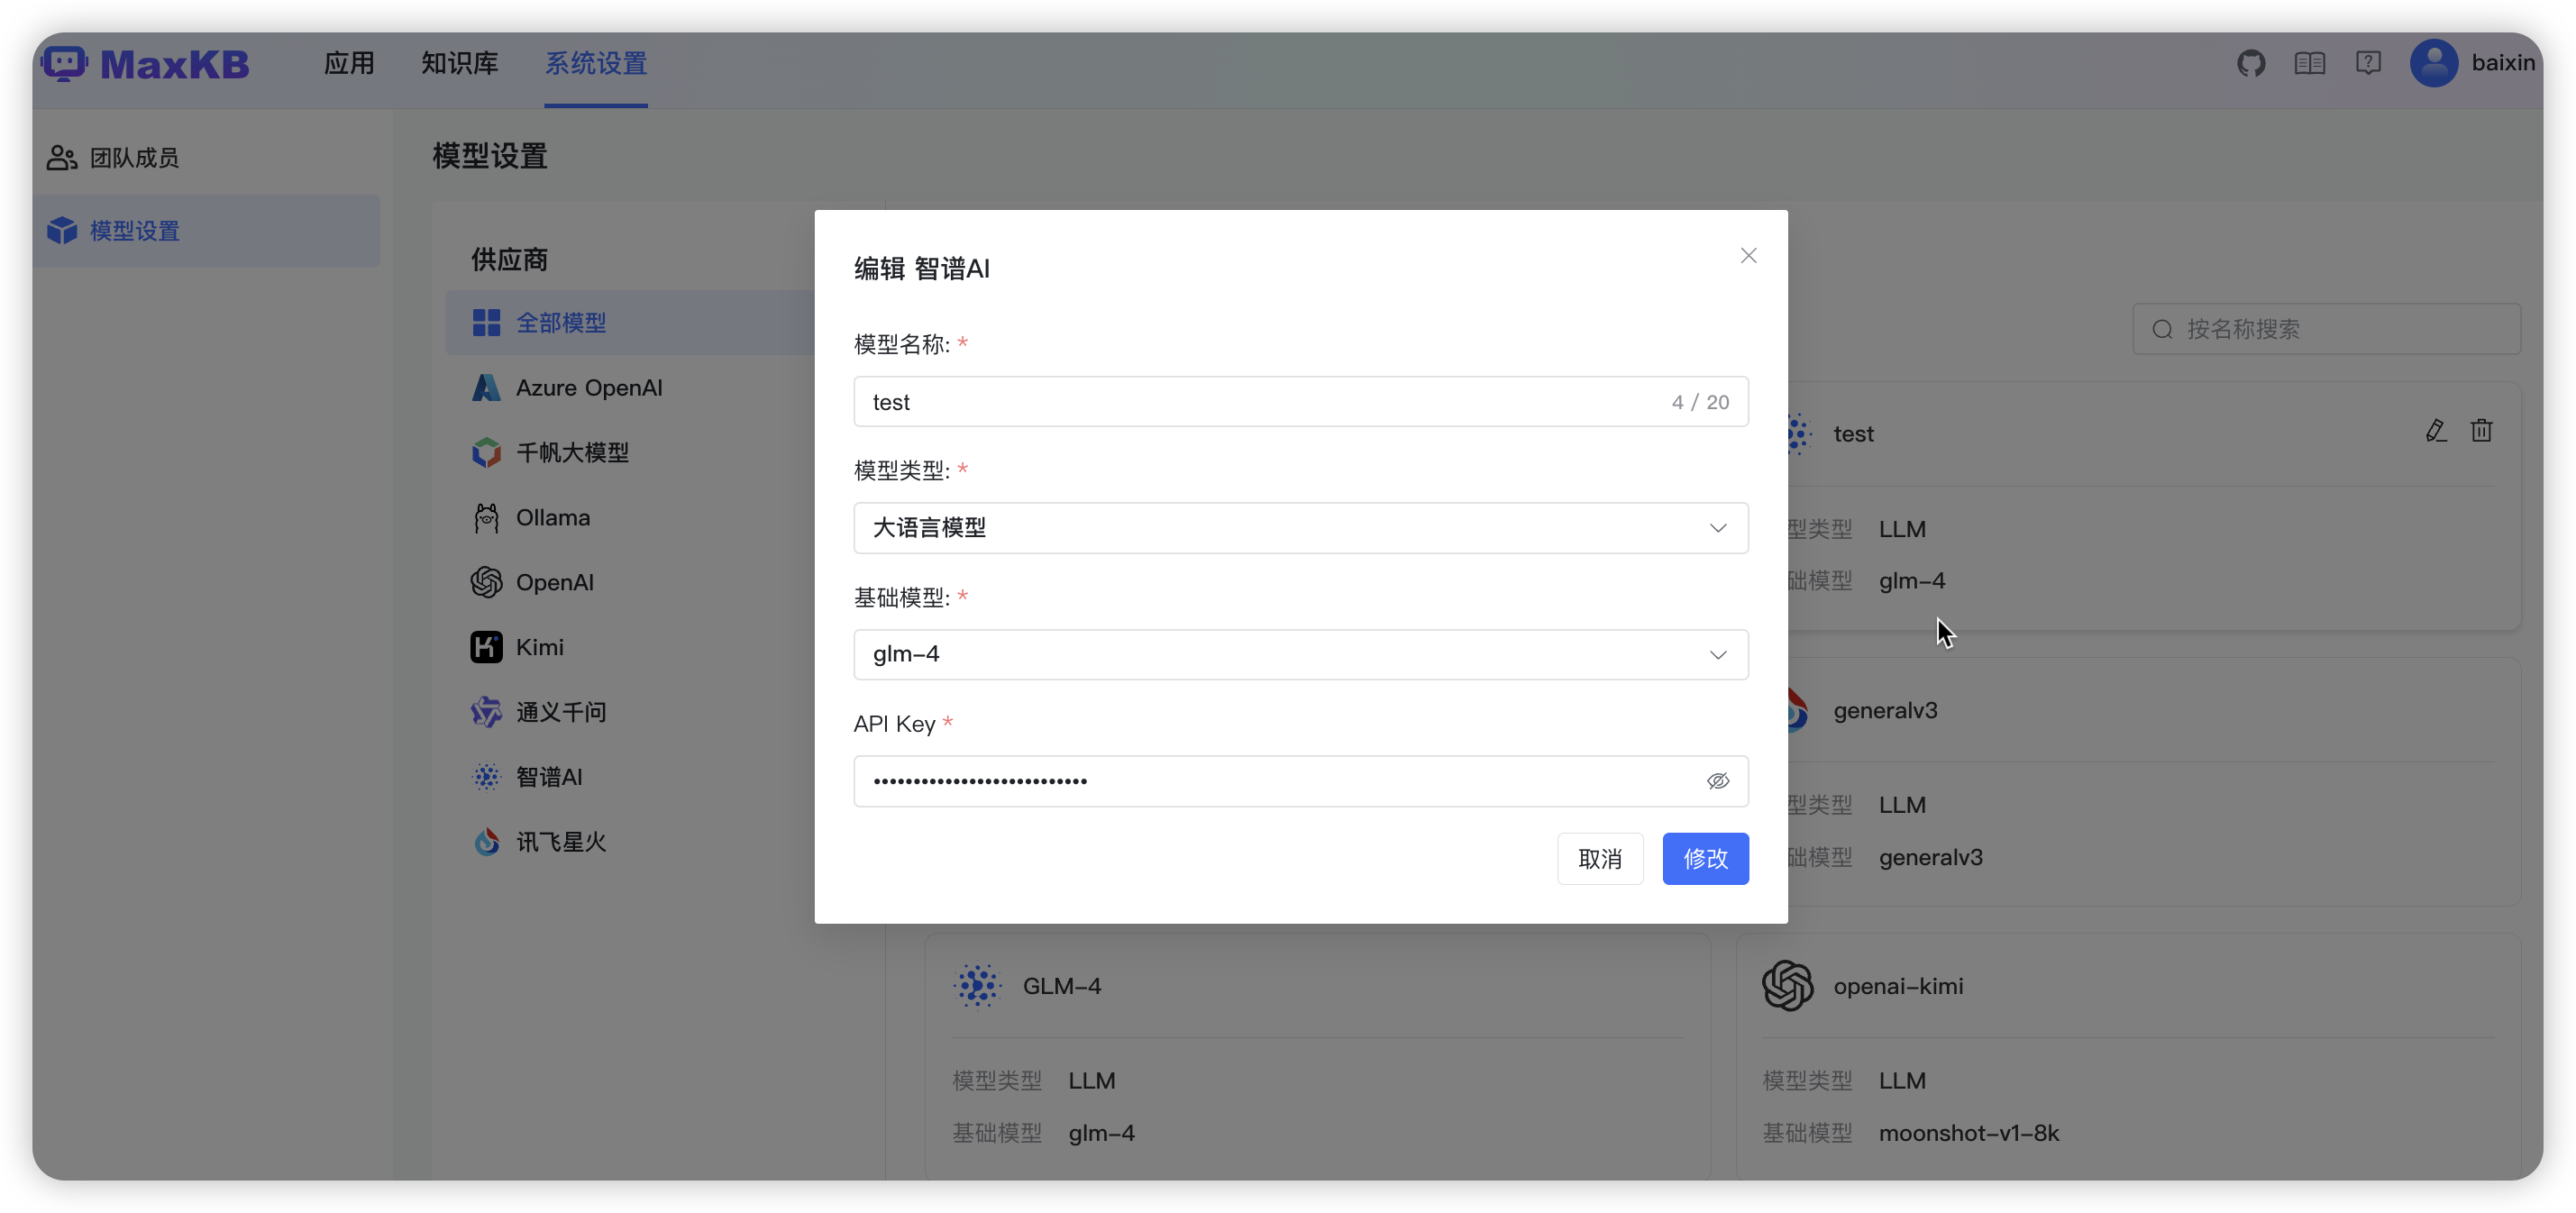 MaxKB
应用
知识库
系统设置
baixin
团队成员
模型设置
模型设置
供应商
全部模型
Azure OpenAI
千帆大模型
Ollama
OpenAI
Kimi
通义千问
智谱AI
讯飞星火
编辑 智谱AI
模型名称: *
test
4 / 20
模型类型: *
大语言模型
基础模型: *
glm-4
API Key *
••••••••••••••••••••••••••••
取消
修改
按名称搜索
test
型类型 LLM
础模型 glm-4
generalv3
型类型 LLM
础模型 generalv3
GLM-4
模型类型 LLM
基础模型 glm-4
openai-kimi
模型类型 LLM
基础模型 moonshot-v1-8k